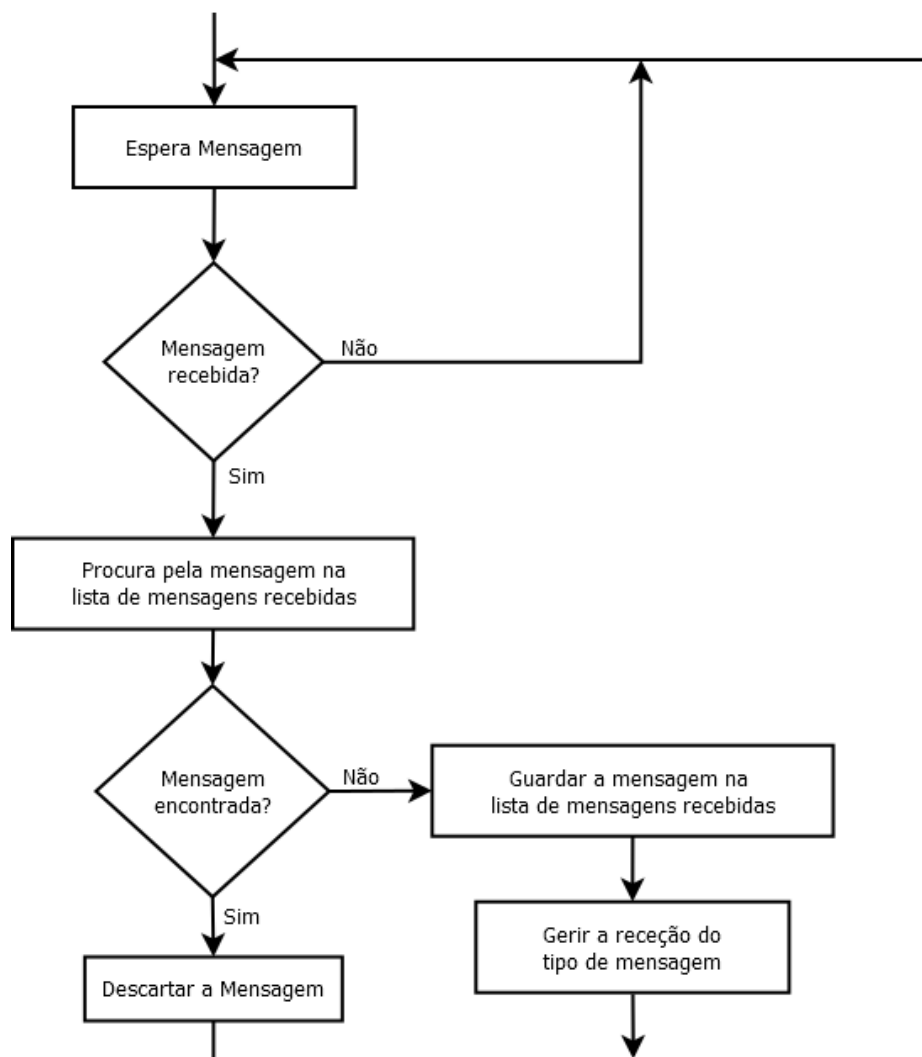 Espera Mensagem
Mensagem
recebida?
Não
Sim
Procura pela mensagem na
lista de mensagens recebidas
Mensagem
encontrada?
Não
Guardar a mensagem na
lista de mensagens recebidas
Sim
Gerir a receção do
tipo de mensagem
Descartar a Mensagem